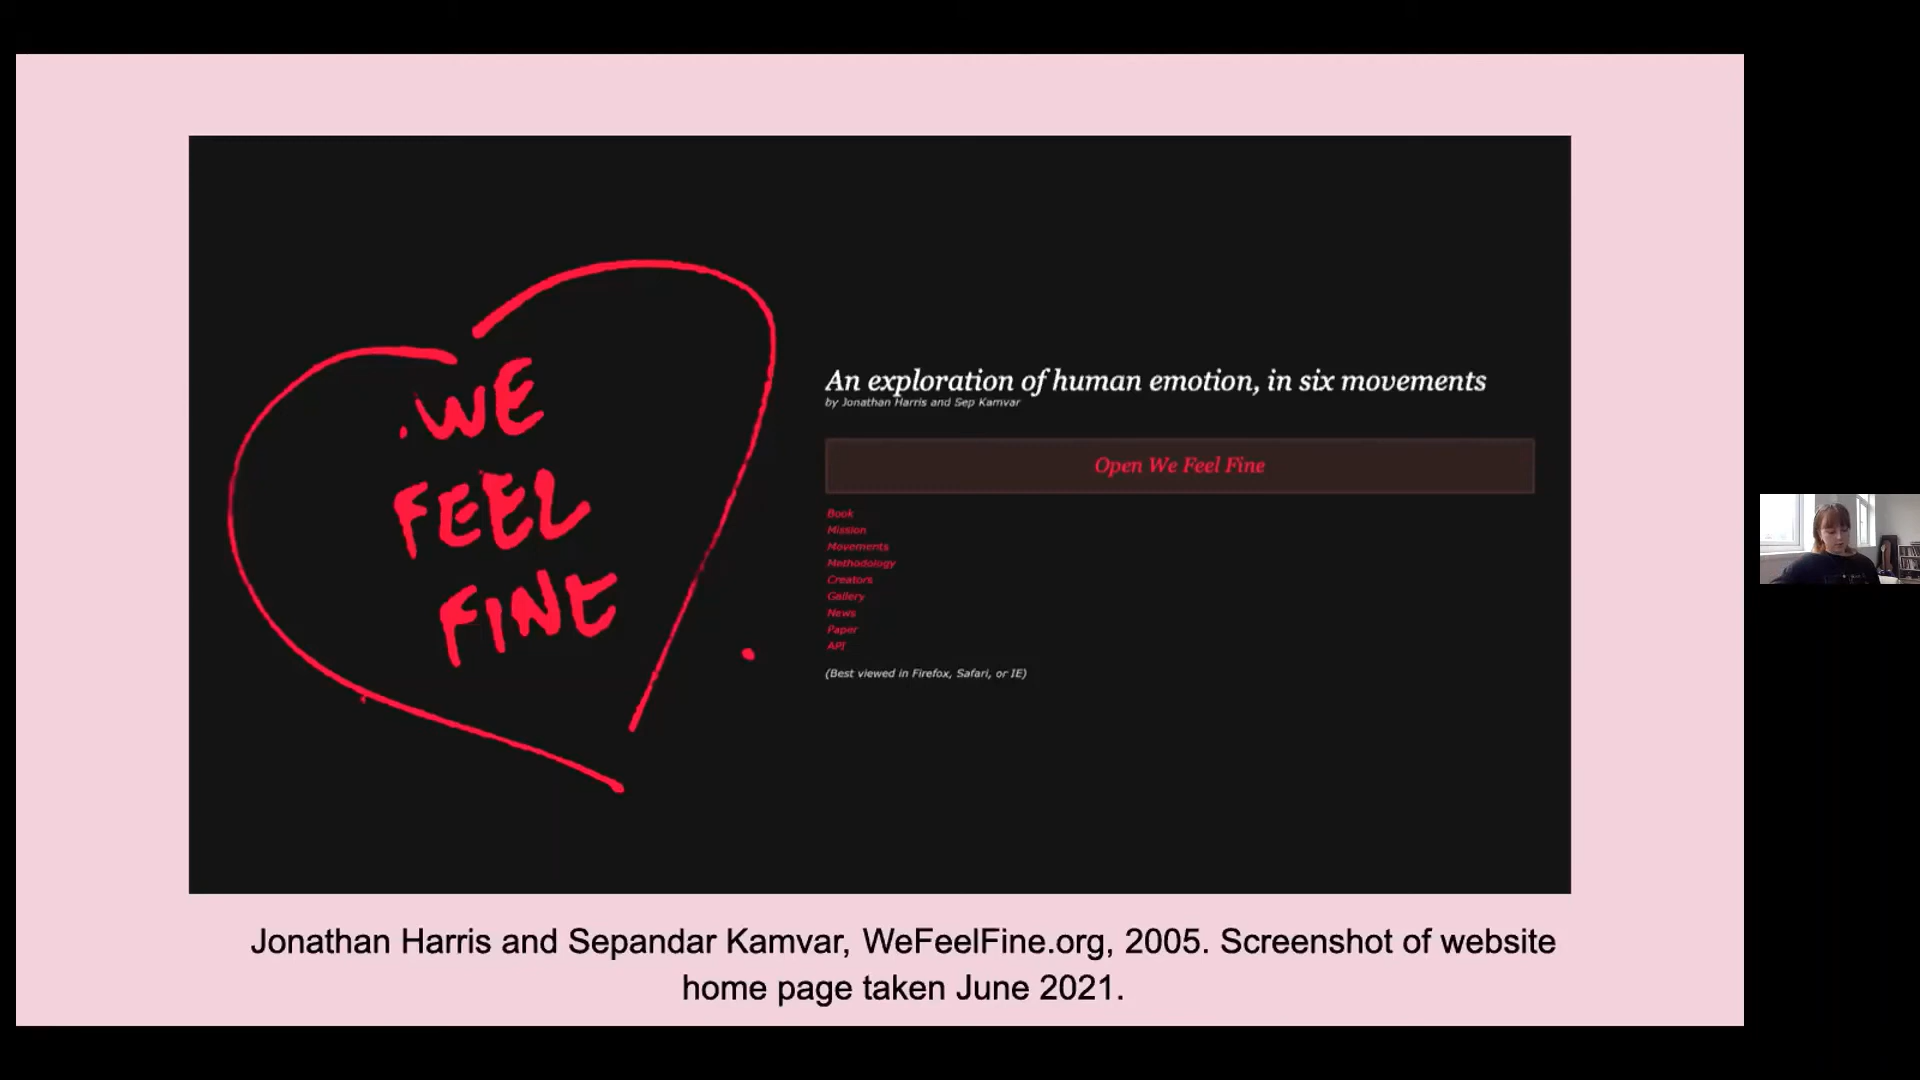 WE
FEEL
FINE
An exploration of human emotion, in six movements
by Jonathan Harris and Sep Kamvar
Open We Feel Fine
Book
Mission
Movements
Methodology
Creators
Gallery
News
Paper
API
(Best viewed in Firefox, Safari, or IE)
Jonathan Harris and Sepandar Kamvar, WeFeelFine.org, 2005. Screenshot of website
home page taken June 2021.